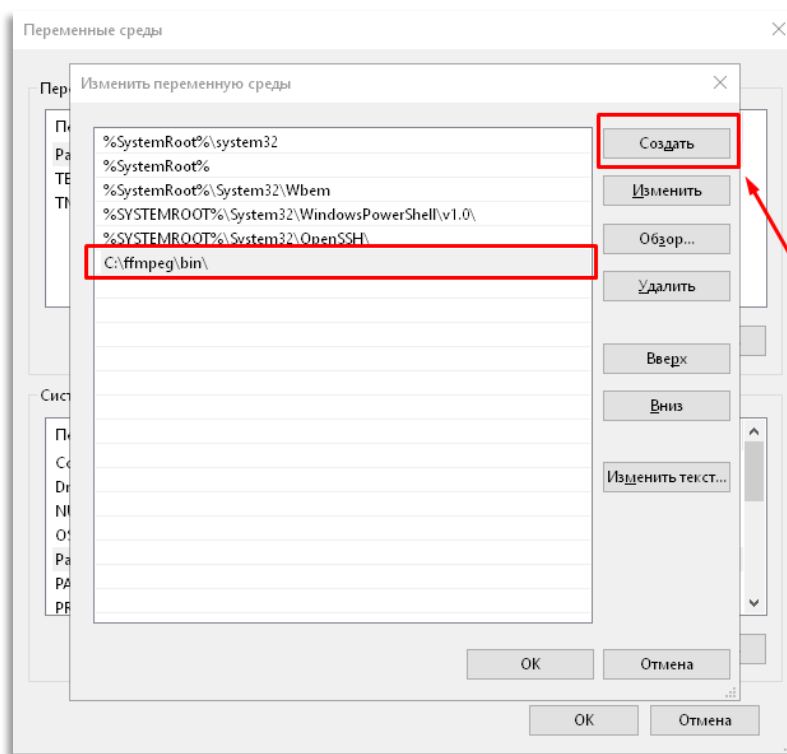 Переменные среды
Изменить переменную среды
%SystemRoot%\system32
%SystemRoot%
%SystemRoot%\System32\Wbem
%SYSTEMROOT%\System32\WindowsPowerShell\v1.0\
%SYSTEMROOT%\System32\OpenSSH\
C:\ffmpeg\bin\
Создать
Изменить
Обзор...
Удалить
Вверх
Вниз
Изменить текст...
OK
Отмена
OK
Отмена